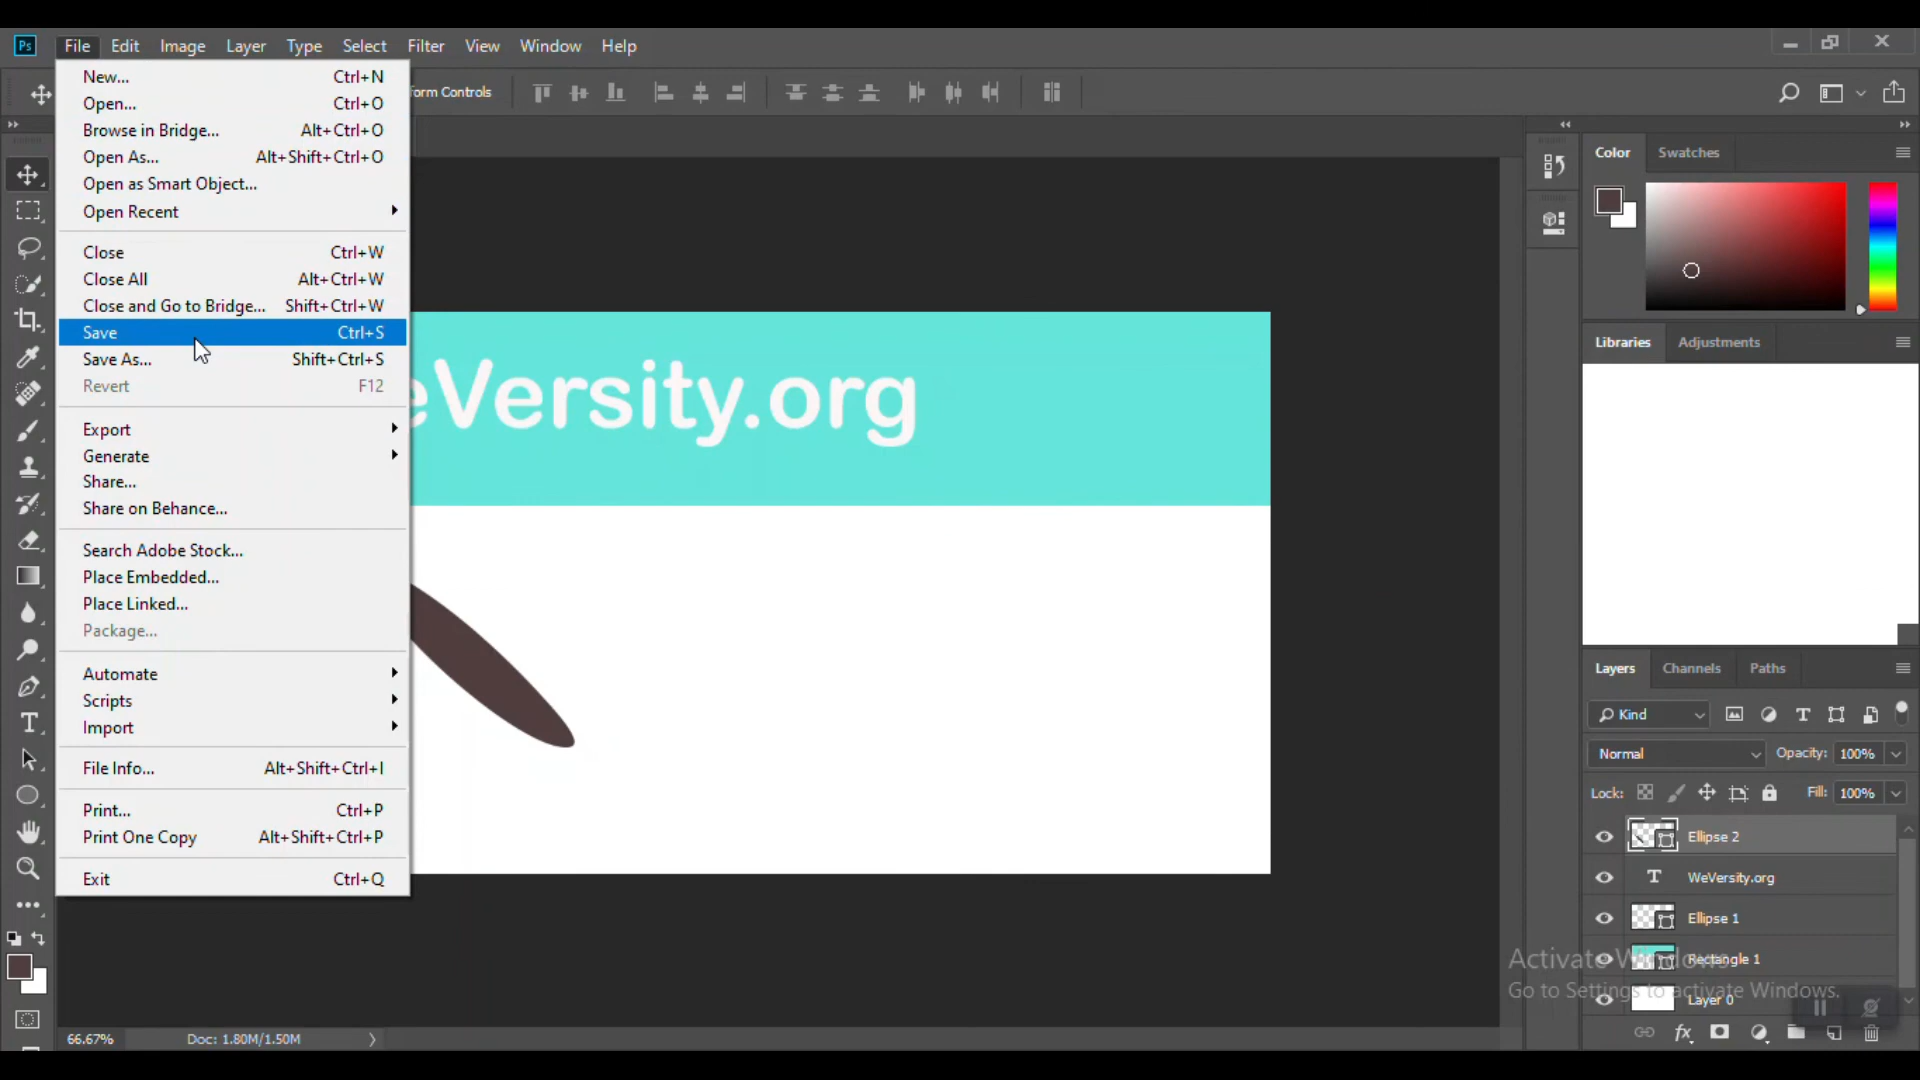 Ps File Edit Image Layer Type Select Filter View Window Help
New... Ctrl+N
Open... Ctrl+O
Browse in Bridge... Alt+Ctrl+O
Open As... Alt+Shift+Ctrl+O
Open as Smart Object...
Open Recent
Close Ctrl+W
Close All Alt+Ctrl+W
Close and Go to Bridge... Shift+Ctrl+W
Save Ctrl+S
Save As... Shift+Ctrl+S
Revert F12
Export
Generate
Share...
Share on Behance...
Search Adobe Stock...
Place Embedded...
Place Linked...
Package...
Automate
Scripts
Import
File Info... Alt+Shift+Ctrl+I
Print... Ctrl+P
Print One Copy Alt+Shift+Ctrl+P
Exit Ctrl+Q
form Controls
eVersity.org
66.67% Doc: 1.80M/1.50M
Color Swatches
Libraries Adjustments
Layers Channels Paths
Kind
Normal Opacity: 100%
Lock: Fill: 100%
Ellipse 2
T WeVersity.org
Ellipse 1
Rectangle 1
Layer 0
Activate Windows
Go to Settings to activate Windows.